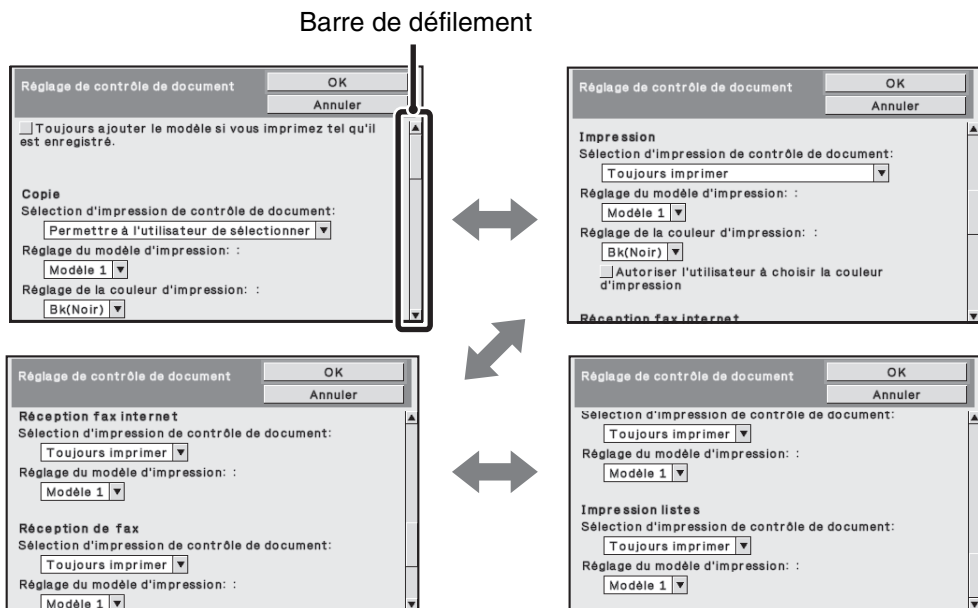 Barre de défilement
Réglage de contrôle de document
OK
Annuler
Toujours ajouter le modèle si vous imprimez tel qu'il
est enregistré.
Copie
Sélection d'impression de contrôle de document:
Permettre à l'utilisateur de sélectionner
Réglage du modèle d'impression: :
Modèle 1
Réglage de la couleur d'impression: :
Bk(Noir)
Réglage de contrôle de document
OK
Annuler
Impression
Sélection d'impression de contrôle de document:
Toujours imprimer
Réglage du modèle d'impression: :
Modèle 1
Réglage de la couleur d'impression: :
Bk(Noir)
Autoriser l'utilisateur à choisir la couleur
d'impression
Réception fax internet
Réglage de contrôle de document
OK
Annuler
Réception fax internet
Sélection d'impression de contrôle de document:
Toujours imprimer
Réglage du modèle d'impression: :
Modèle 1
Réception de fax
Sélection d'impression de contrôle de document:
Toujours imprimer
Réglage du modèle d'impression: :
Modèle 1
Réglage de contrôle de document
OK
Annuler
Sélection d'impression de contrôle de document:
Toujours imprimer
Réglage du modèle d'impression: :
Modèle 1
Impression listes
Sélection d'impression de contrôle de document:
Toujours imprimer
Réglage du modèle d'impression: :
Modèle 1